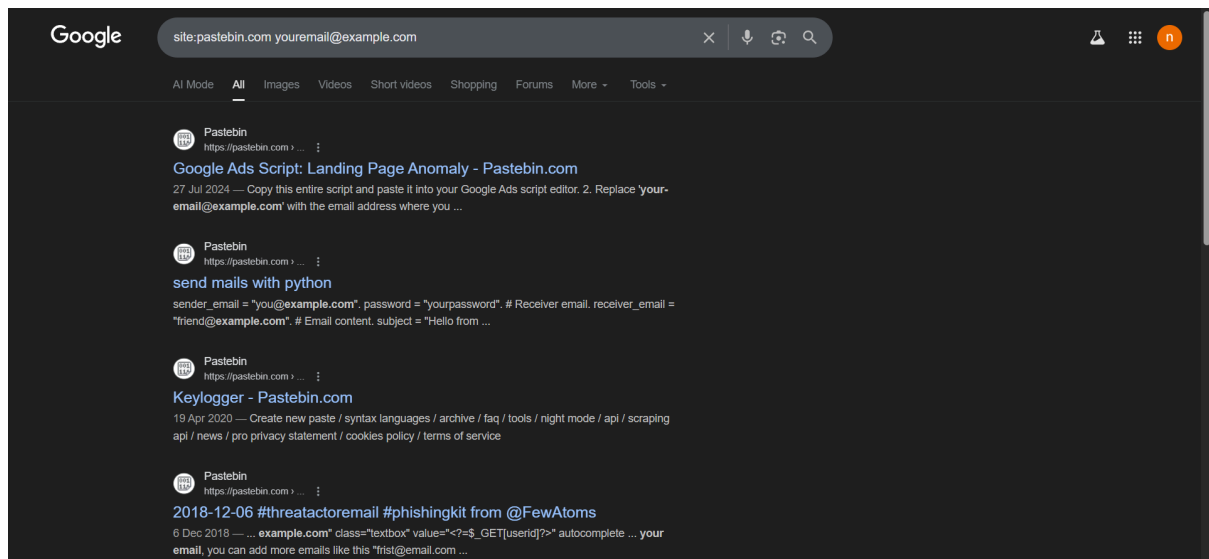 Google
site:pastebin.com youremail@example.com
n
AI Mode All Images Videos Short videos Shopping Forums More Tools
Pastebin
https://pastebin.com › ...
Google Ads Script: Landing Page Anomaly - Pastebin.com
27 Jul 2024 — Copy this entire script and paste it into your Google Ads script editor. 2. Replace 'your-
email@example.com' with the email address where you ...
Pastebin
https://pastebin.com › ...
send mails with python
sender_email = "you@example.com". password = "yourpassword". # Receiver email. receiver_email =
"friend@example.com". # Email content. subject = "Hello from ...
Pastebin
https://pastebin.com › ...
Keylogger - Pastebin.com
19 Apr 2020 — Create new paste / syntax languages / archive / faq / tools / night mode / api / scraping
api / news / pro privacy statement / cookies policy / terms of service
Pastebin
https://pastebin.com › ...
2018-12-06 #threatactoremail #phishingkit from @FewAtoms
6 Dec 2018 — ... example.com" class="textbox" value="<?=$_GET[userid]?>" autocomplete ... your
email, you can add more emails like this "frist@email.com ...